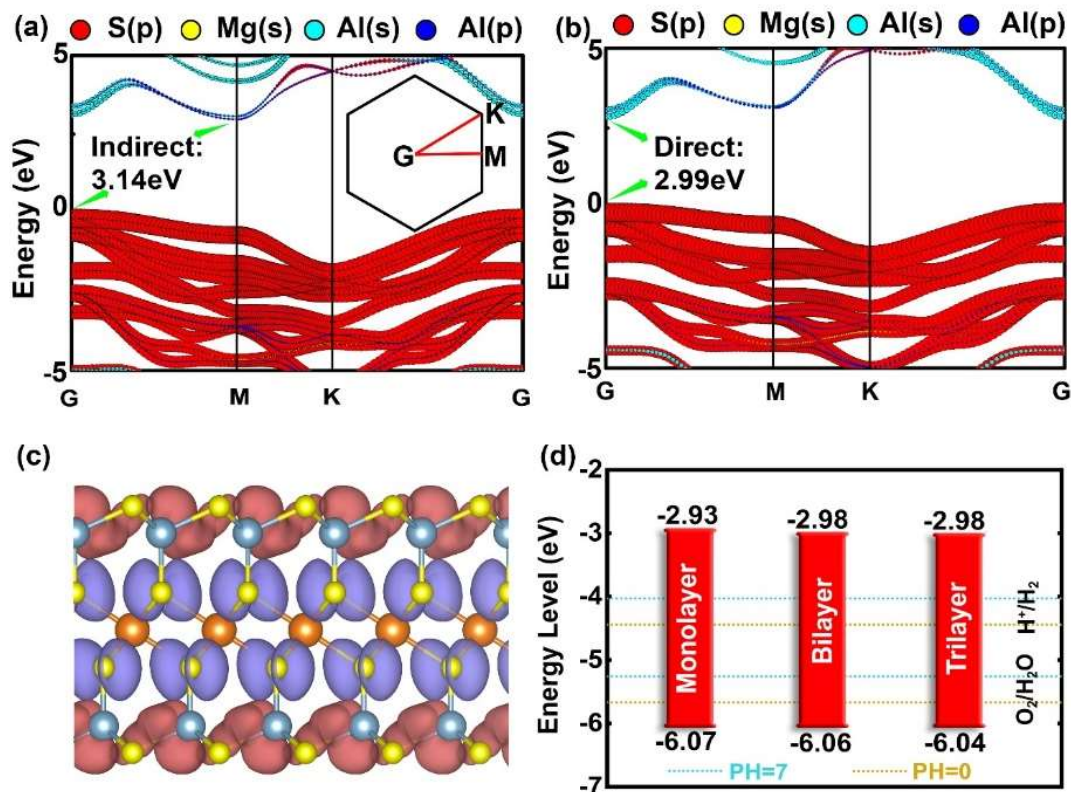 (a) S(p) Mg(s) Al(s) Al(p)
5
0
-5
Energy (eV)
Indirect:
3.14eV
K
G
M
G M K G
(b) S(p) Mg(s) Al(s) Al(p)
5
0
-5
Energy (eV)
Direct:
2.99eV
G M K G
(c)
(d)
-2
-3
-4
-5
-6
-7
Energy Level (eV)
-2.93 -2.98 -2.98
Monolayer
Bilayer
Trilayer
-6.07 -6.06 -6.04
H⁺/H₂
O₂/H₂O
PH=7 PH=0